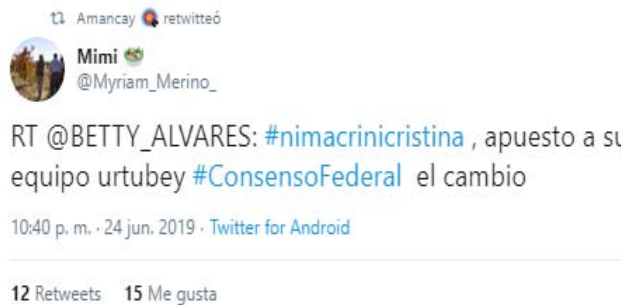 Amancay retwitteó
Mimi
@Myriam_Merino_
RT @BETTY_ALVARES: #nimacrinicristina , apuesto a su
equipo urtubey #ConsensoFederal el cambio
10:40 p. m. · 24 jun. 2019 · Twitter for Android
12 Retweets 15 Me gusta